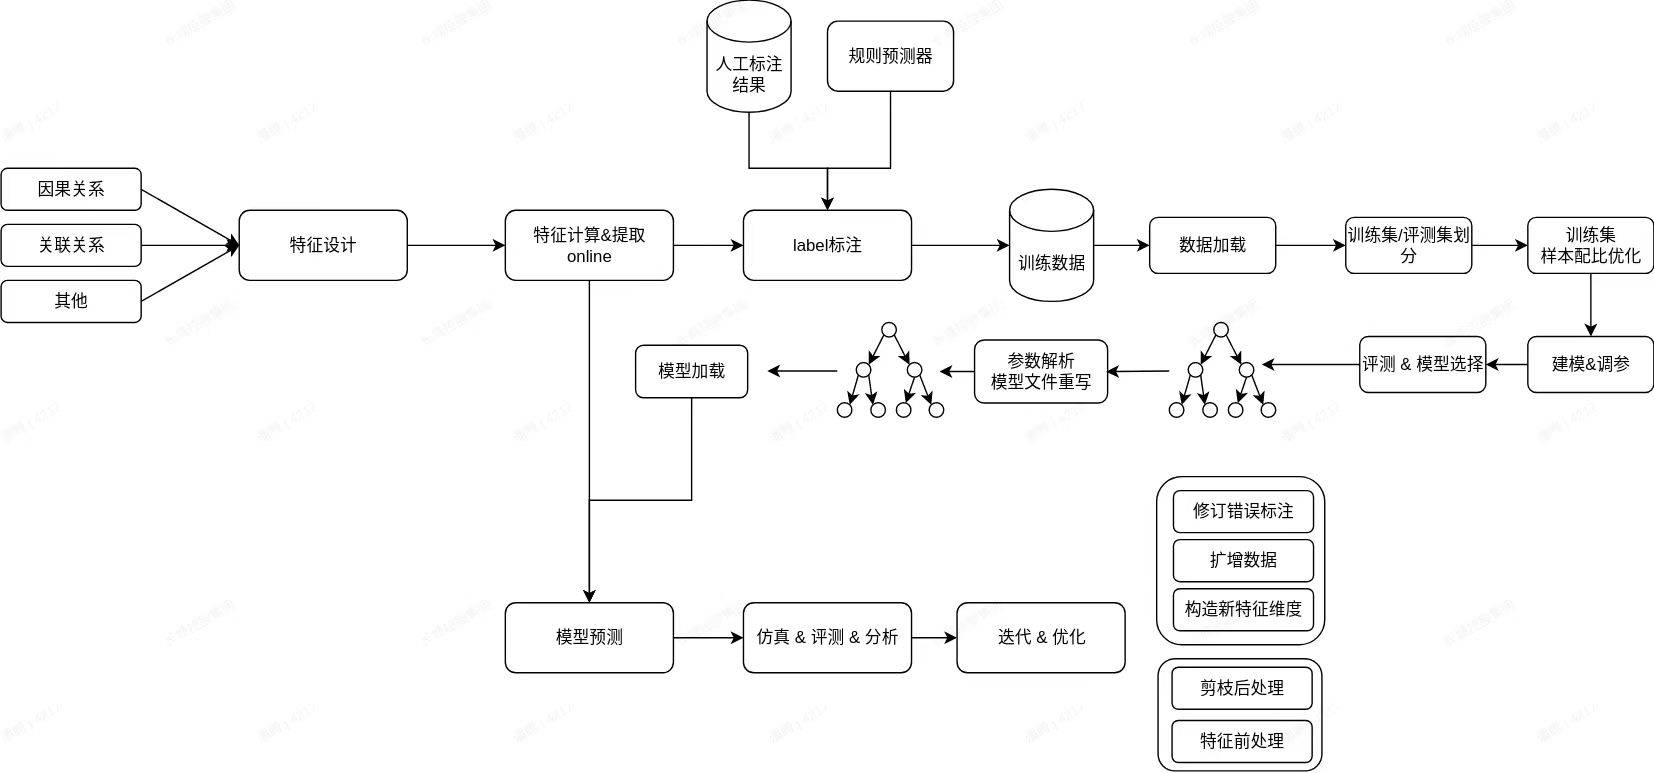 人工标注
结果
规则预测器
因果关系
关联关系
其他
特征设计
特征计算&提取
online
label标注
训练数据
数据加载
训练集/评测集划
分
训练集
样本配比优化
建模&调参
评测 & 模型选择
参数解析
模型文件重写
模型加载
模型预测
仿真 & 评测 & 分析
迭代 & 优化
修订错误标注
扩增数据
构造新特征维度
剪枝后处理
特征前处理